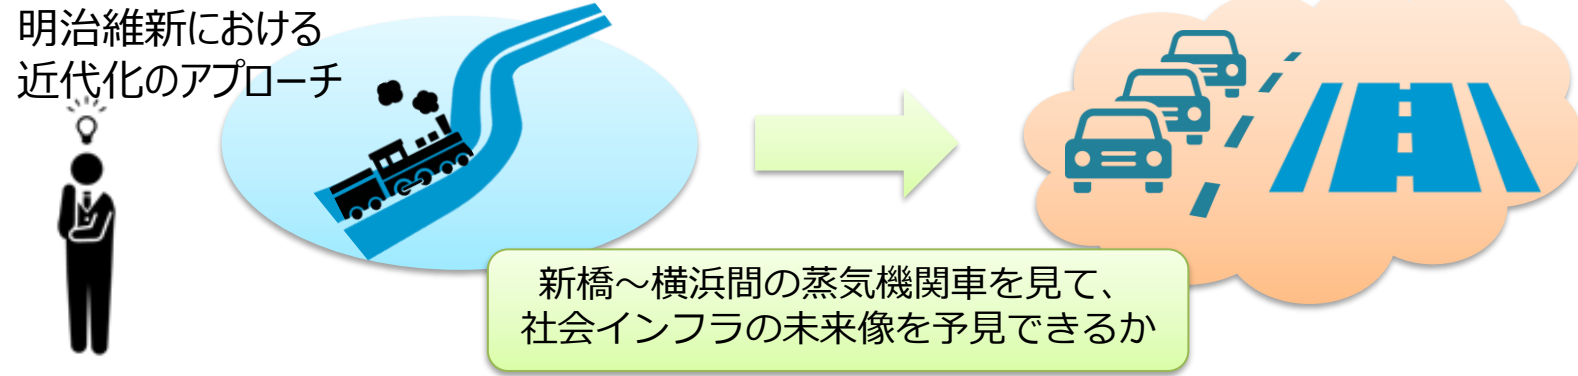 明治維新における
近代化のアプローチ
新橋～横浜間の蒸気機関車を見て、
社会インフラの未来像を予見できるか